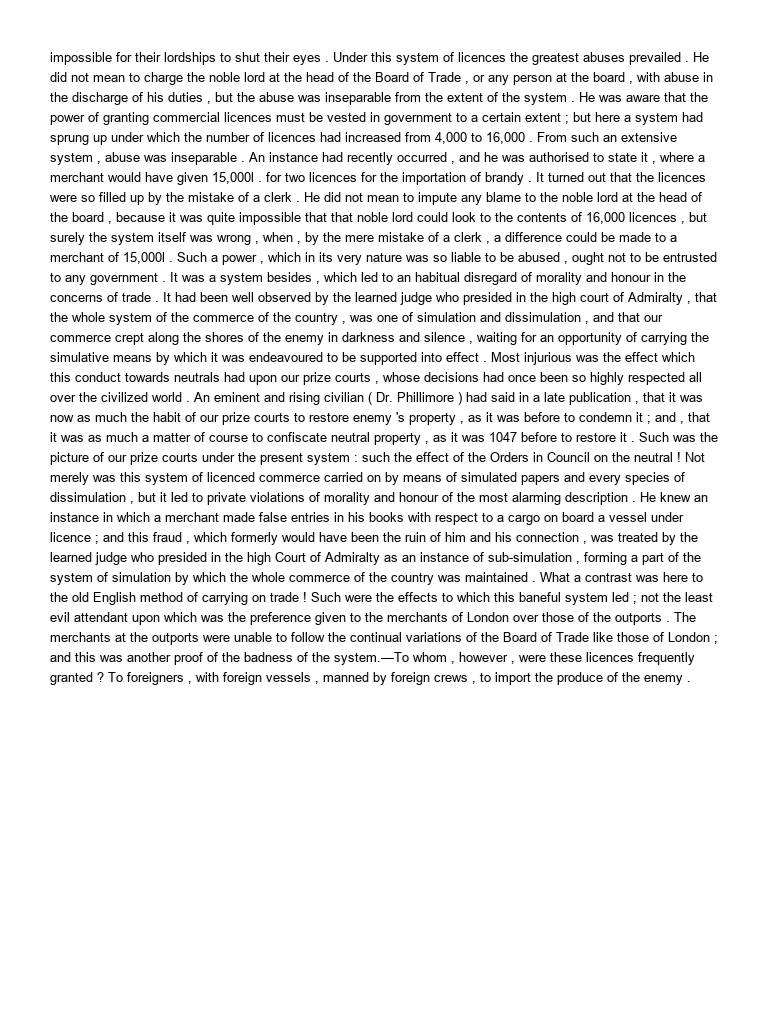 impossible for their lordships to shut their eyes . Under this system of licences the greatest abuses prevailed . He
did not mean to charge the noble lord at the head of the Board of Trade , or any person at the board , with abuse in
the discharge of his duties , but the abuse was inseparable from the extent of the system . He was aware that the
power of granting commercial licences must be vested in government to a certain extent ; but here a system had
sprung up under which the number of licences had increased from 4,000 to 16,000 . From such an extensive
system , abuse was inseparable . An instance had recently occurred , and he was authorised to state it , where a
merchant would have given 15,000l . for two licences for the importation of brandy . It turned out that the licences
were so filled up by the mistake of a clerk . He did not mean to impute any blame to the noble lord at the head of
the board , because it was quite impossible that that noble lord could look to the contents of 16,000 licences , but
surely the system itself was wrong , when , by the mere mistake of a clerk , a difference could be made to a
merchant of 15,000l . Such a power , which in its very nature was so liable to be abused , ought not to be entrusted
to any government . It was a system besides , which led to an habitual disregard of morality and honour in the
concerns of trade . It had been well observed by the learned judge who presided in the high court of Admiralty , that
the whole system of the commerce of the country , was one of simulation and dissimulation , and that our
commerce crept along the shores of the enemy in darkness and silence , waiting for an opportunity of carrying the
simulative means by which it was endeavoured to be supported into effect . Most injurious was the effect which
this conduct towards neutrals had upon our prize courts , whose decisions had once been so highly respected all
over the civilized world . An eminent and rising civilian ( Dr. Phillimore ) had said in a late publication , that it was
now as much the habit of our prize courts to restore enemy 's property , as it was before to condemn it ; and , that
it was as much a matter of course to confiscate neutral property , as it was 1047 before to restore it . Such was the
picture of our prize courts under the present system : such the effect of the Orders in Council on the neutral ! Not
merely was this system of licenced commerce carried on by means of simulated papers and every species of
dissimulation , but it led to private violations of morality and honour of the most alarming description . He knew an
instance in which a merchant made false entries in his books with respect to a cargo on board a vessel under
licence ; and this fraud , which formerly would have been the ruin of him and his connection , was treated by the
learned judge who presided in the high Court of Admiralty as an instance of sub-simulation , forming a part of the
system of simulation by which the whole commerce of the country was maintained . What a contrast was here to
the old English method of carrying on trade ! Such were the effects to which this baneful system led ; not the least
evil attendant upon which was the preference given to the merchants of London over those of the outports . The
merchants at the outports were unable to follow the continual variations of the Board of Trade like those of London ;
and this was another proof of the badness of the system.—To whom , however , were these licences frequently
granted ? To foreigners , with foreign vessels , manned by foreign crews , to import the produce of the enemy .